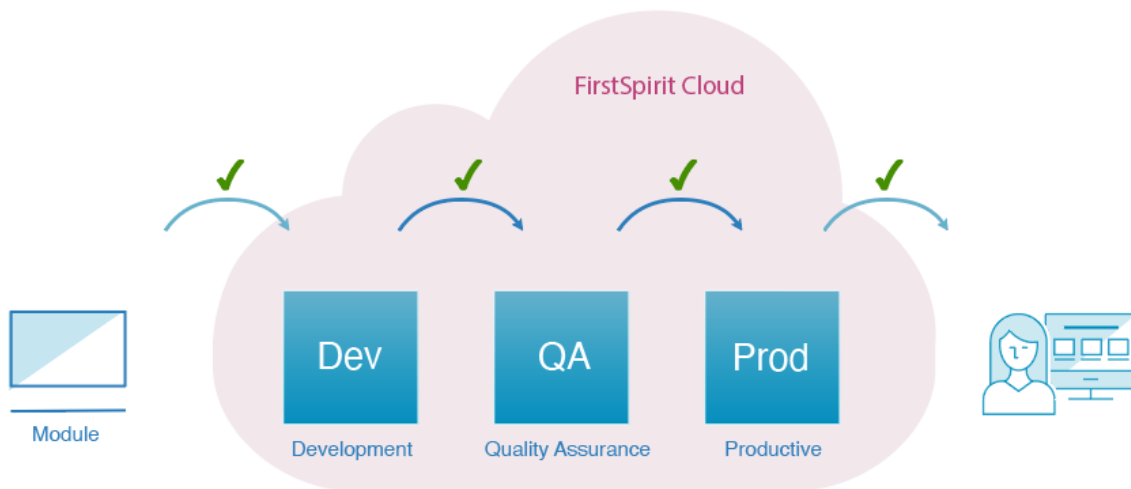 FirstSpirit Cloud
Dev
QA
Prod
Module
Development
Quality Assurance
Productive